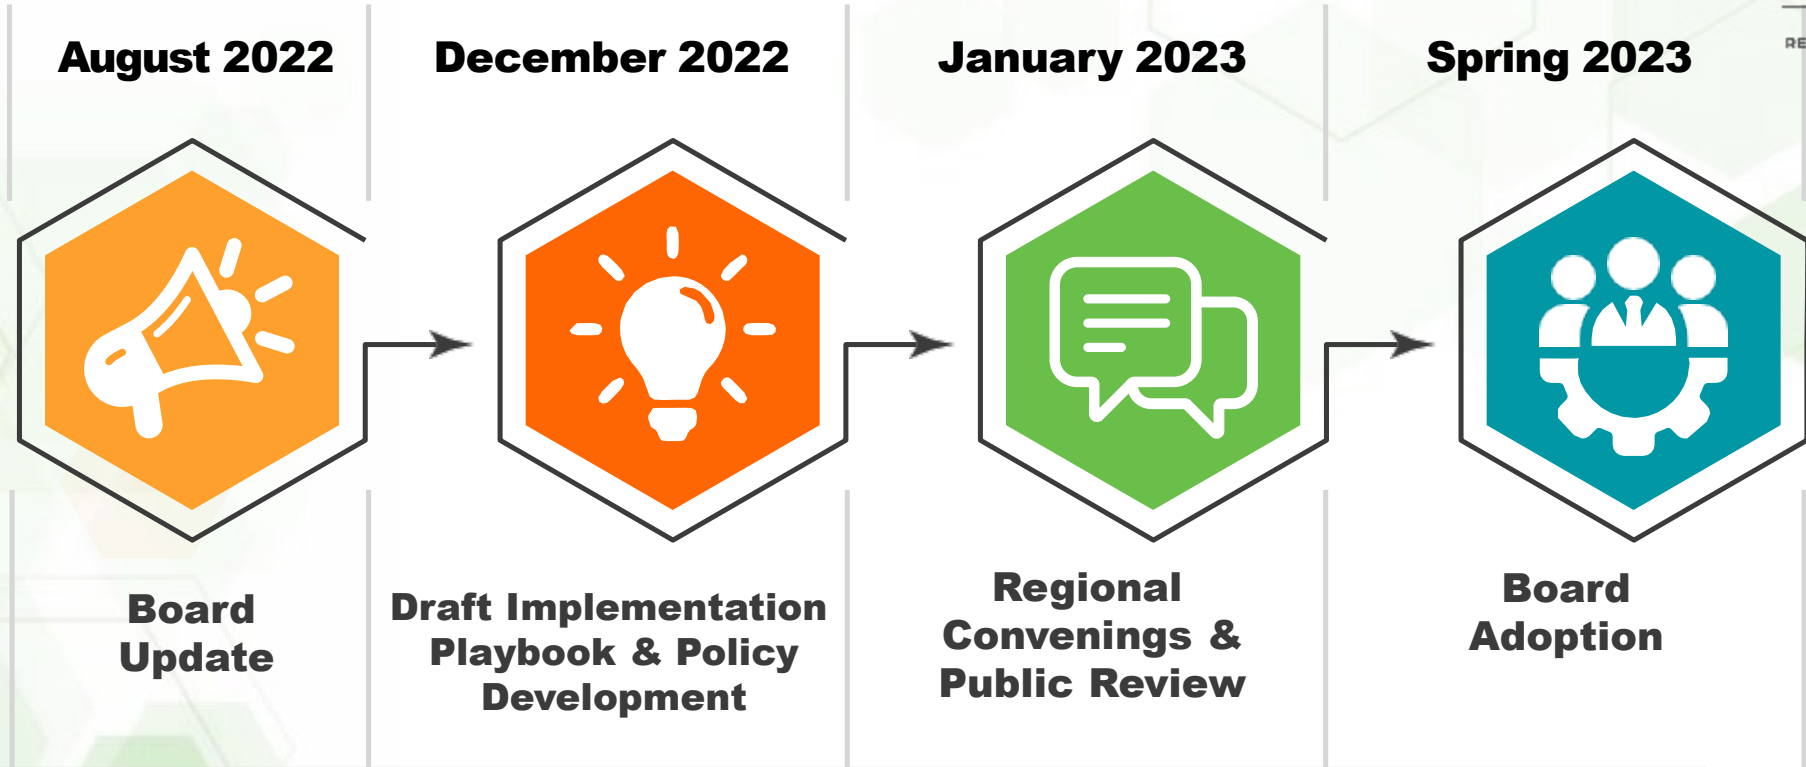 August 2022
December 2022
January 2023
Spring 2023
RE
Board
Update
Draft Implementation
Playbook & Policy
Development
Regional
Convenings &
Public Review
Board
Adoption